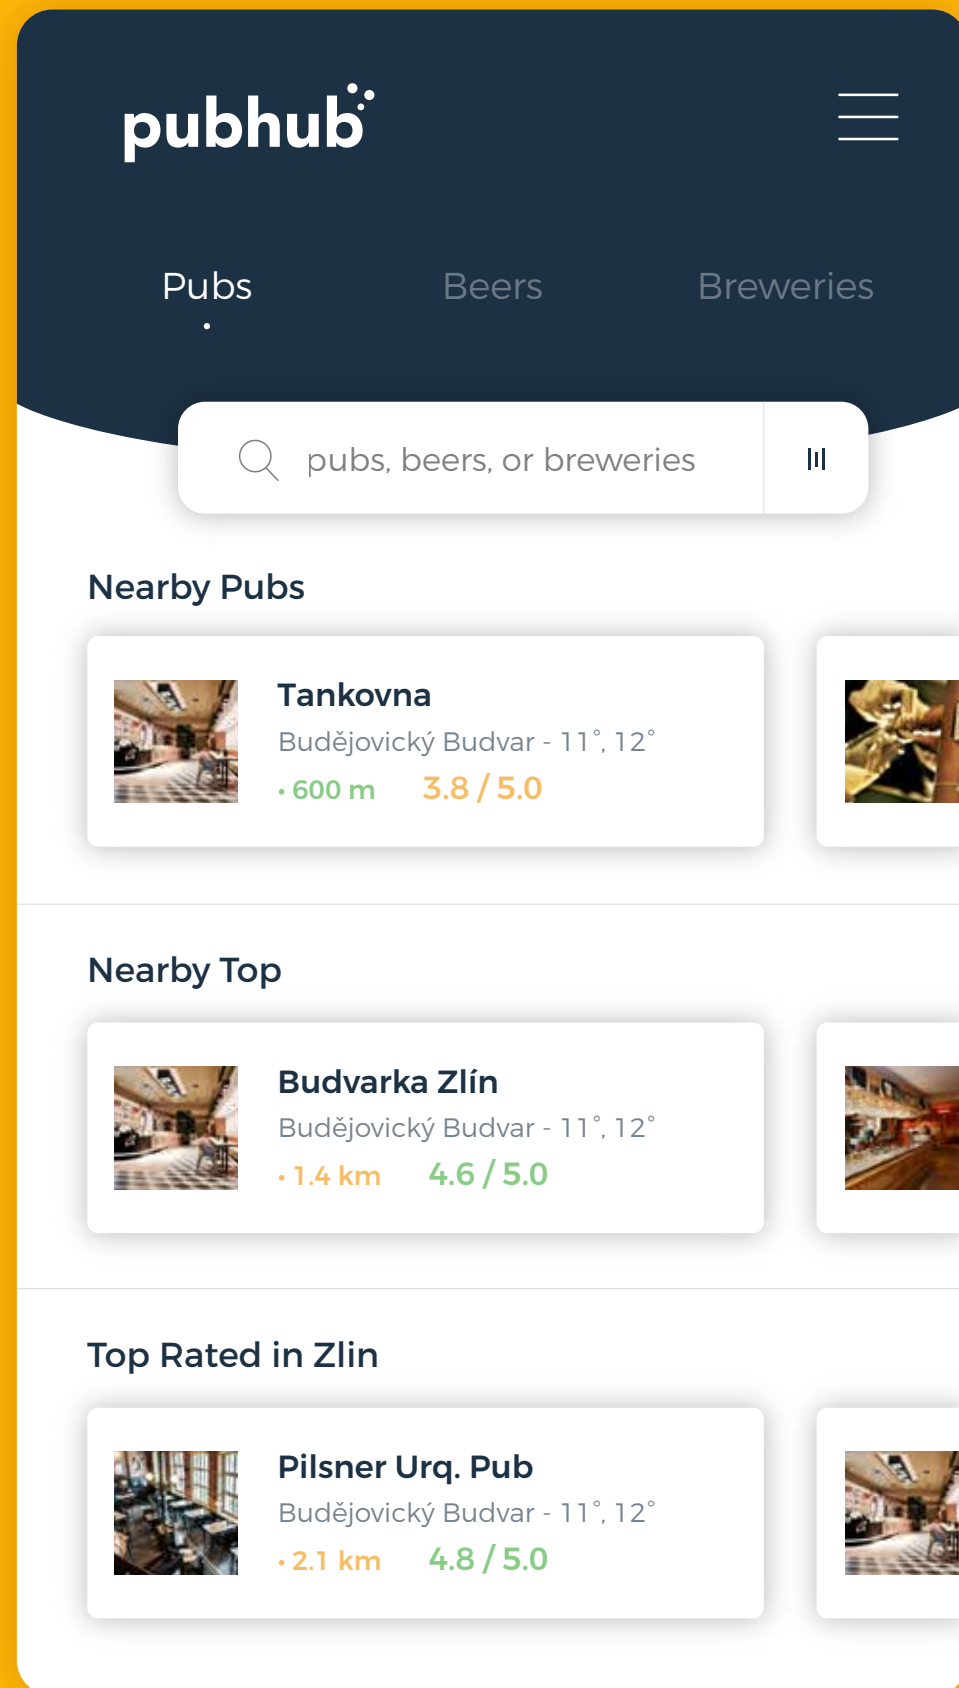 pubhub
Pubs Beers Breweries
pubs, beers, or breweries
Nearby Pubs
Tankovna
Budějovický Budvar - 11°, 12°
• 600 m 3.8 / 5.0
Nearby Top
Budvarka Zlín
Budějovický Budvar - 11°, 12°
• 1.4 km 4.6 / 5.0
Top Rated in Zlin
Pilsner Urq. Pub
Budějovický Budvar - 11°, 12°
• 2.1 km 4.8 / 5.0